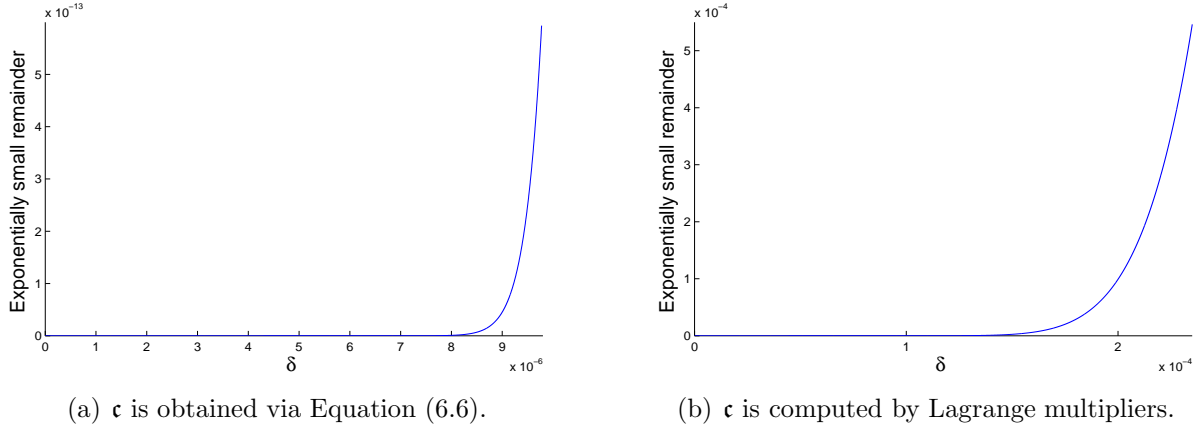 x 10⁻¹³
Exponentially small remainder
5
4
3
2
1
0
0 1 2 3 4 5 6 7 8 9
x 10⁻⁶
δ
(a) 𝔠 is obtained via Equation (6.6).
x 10⁻⁴
Exponentially small remainder
5
4
3
2
1
0
0 1 2
x 10⁻⁴
δ
(b) 𝔠 is computed by Lagrange multipliers.